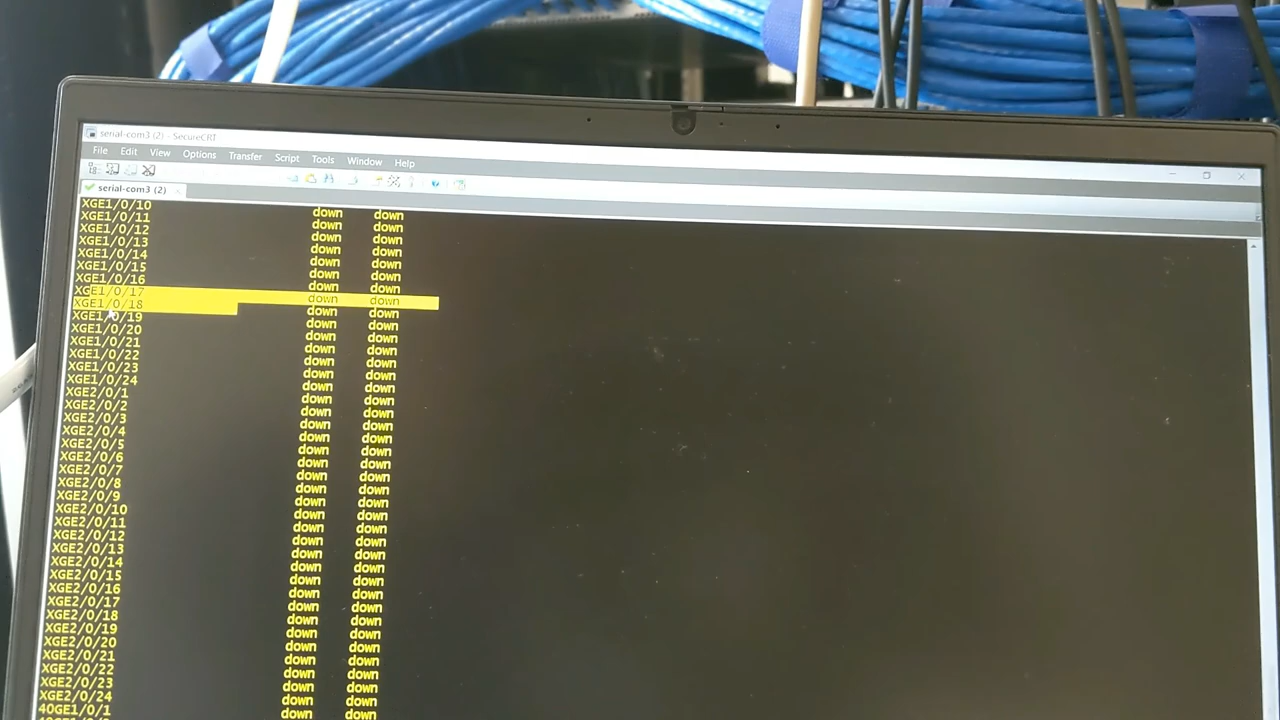 serial-com3 (2) - SecureCRT
File Edit View Options Transfer Script Tools Window Help
serial-com3 (2)
XGE1/0/10 down down
XGE1/0/11 down down
XGE1/0/12 down down
XGE1/0/13 down down
XGE1/0/14 down down
XGE1/0/15 down down
XGE1/0/16 down down
XGE1/0/17 down down
XGE1/0/18 down down
XGE1/0/19 down down
XGE1/0/20 down down
XGE1/0/21 down down
XGE1/0/22 down down
XGE1/0/23 down down
XGE1/0/24 down down
XGE2/0/1 down down
XGE2/0/2 down down
XGE2/0/3 down down
XGE2/0/4 down down
XGE2/0/5 down down
XGE2/0/6 down down
XGE2/0/7 down down
XGE2/0/8 down down
XGE2/0/9 down down
XGE2/0/10 down down
XGE2/0/11 down down
XGE2/0/12 down down
XGE2/0/13 down down
XGE2/0/14 down down
XGE2/0/15 down down
XGE2/0/16 down down
XGE2/0/17 down down
XGE2/0/18 down down
XGE2/0/19 down down
XGE2/0/20 down down
XGE2/0/21 down down
XGE2/0/22 down down
XGE2/0/23 down down
XGE2/0/24 down down
40GE1/0/1 down down